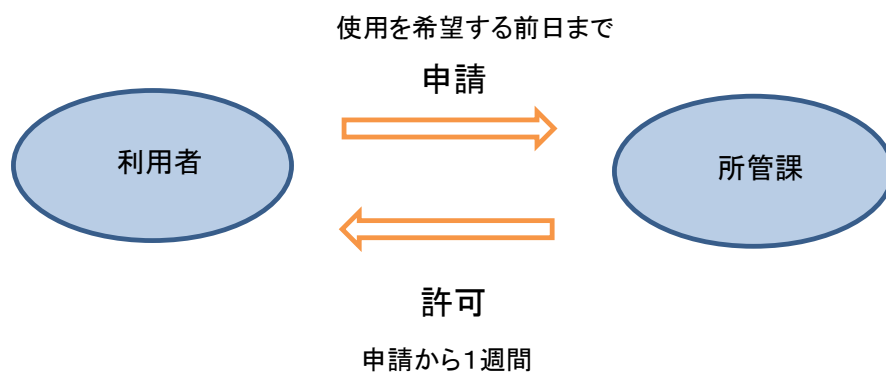 使用を希望する前日まで
申請
利用者
所管課
許可
申請から１週間